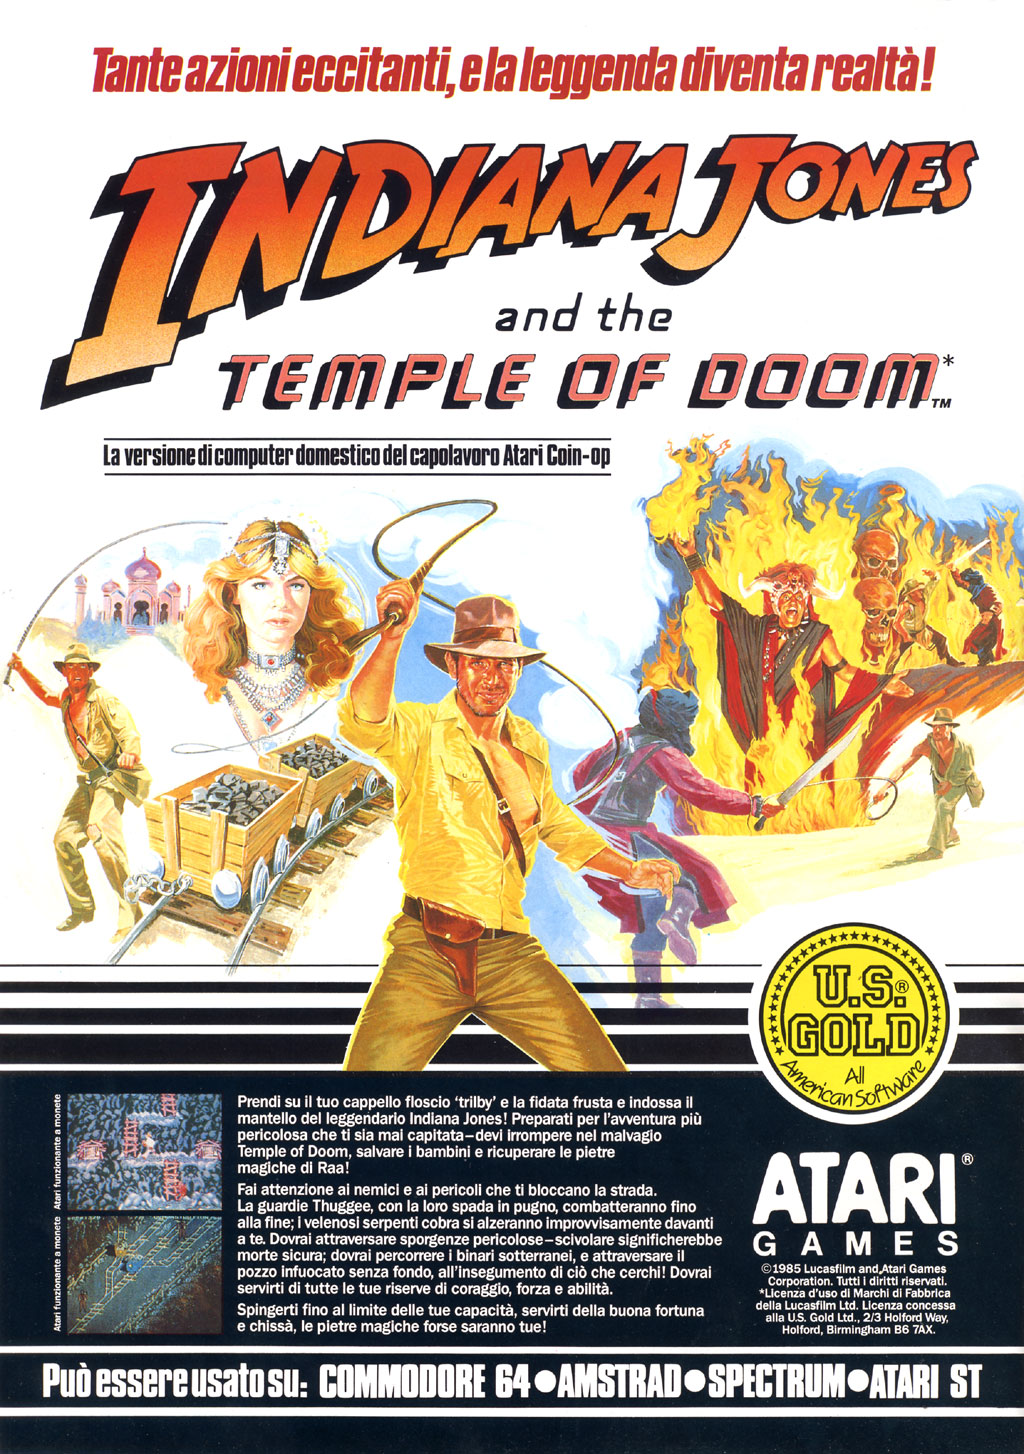 Tante azioni eccitanti, e la leggenda diventa realtà!
INDIANA JONES
and the
TEMPLE OF DOOM*
TM
La versione di computer domestico del capolavoro Atari Coin-op
U.S.®
GOLD
All
American Software
Atari funzionante a monete
Atari funzionante a monete
Prendi su il tuo cappello floscio ‘trilby’ e la fidata frusta e indossa il
mantello del leggendario Indiana Jones! Preparati per l’avventura più
pericolosa che ti sia mai capitata–devi irrompere nel malvagio
Temple of Doom, salvare i bambini e ricuperare le pietre
magiche di Raa!
Fai attenzione ai nemici e ai pericoli che ti bloccano la strada.
La guardie Thuggee, con la loro spada in pugno, combatteranno fino
alla fine; i velenosi serpenti cobra si alzeranno improvvisamente davanti
a te. Dovrai attraversare sporgenze pericolose–scivolare significherebbe
morte sicura; dovrai percorrere i binari sotterranei, e attraversare il
pozzo infuocato senza fondo, all’insegumento di ciò che cerchi! Dovrai
servirti di tutte le tue riserve di coraggio, forza e abilità.
Spingerti fino al limite delle tue capacità, servirti della buona fortuna
e chissà, le pietre magiche forse saranno tue!
ATARI®
GAMES
©1985 Lucasfilm and Atari Games
Corporation. Tutti i diritti riservati.
*Licenza d’uso di Marchi di Fabbrica
della Lucasfilm Ltd. Licenza concessa
alla U.S. Gold Ltd., 2/3 Holford Way,
Holford, Birmingham B6 7AX.
Può essere usato su: COMMODORE 64●AMSTRAD●SPECTRUM●ATARI ST